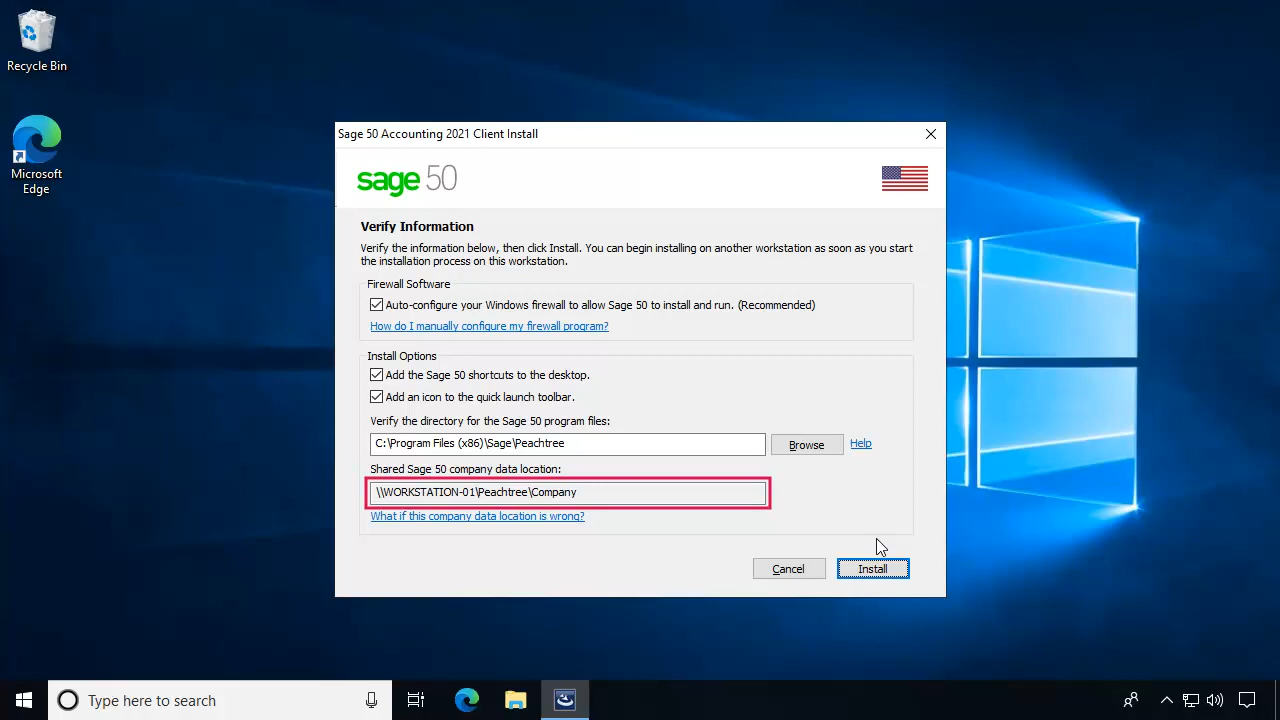 Recycle Bin
Microsoft
Edge
Sage 50 Accounting 2021 Client Install
sage 50
Verify Information
Verify the information below, then click Install. You can begin installing on another workstation as soon as you start
the installation process on this workstation.
Firewall Software
Auto-configure your Windows firewall to allow Sage 50 to install and run. (Recommended)
How do I manually configure my firewall program?
Install Options
Add the Sage 50 shortcuts to the desktop.
Add an icon to the quick launch toolbar.
Verify the directory for the Sage 50 program files:
C:\Program Files (x86)\Sage\Peachtree
Browse
Help
Shared Sage 50 company data location:
\\WORKSTATION-01\Peachtree\Company
What if this company data location is wrong?
Cancel
Install
Type here to search